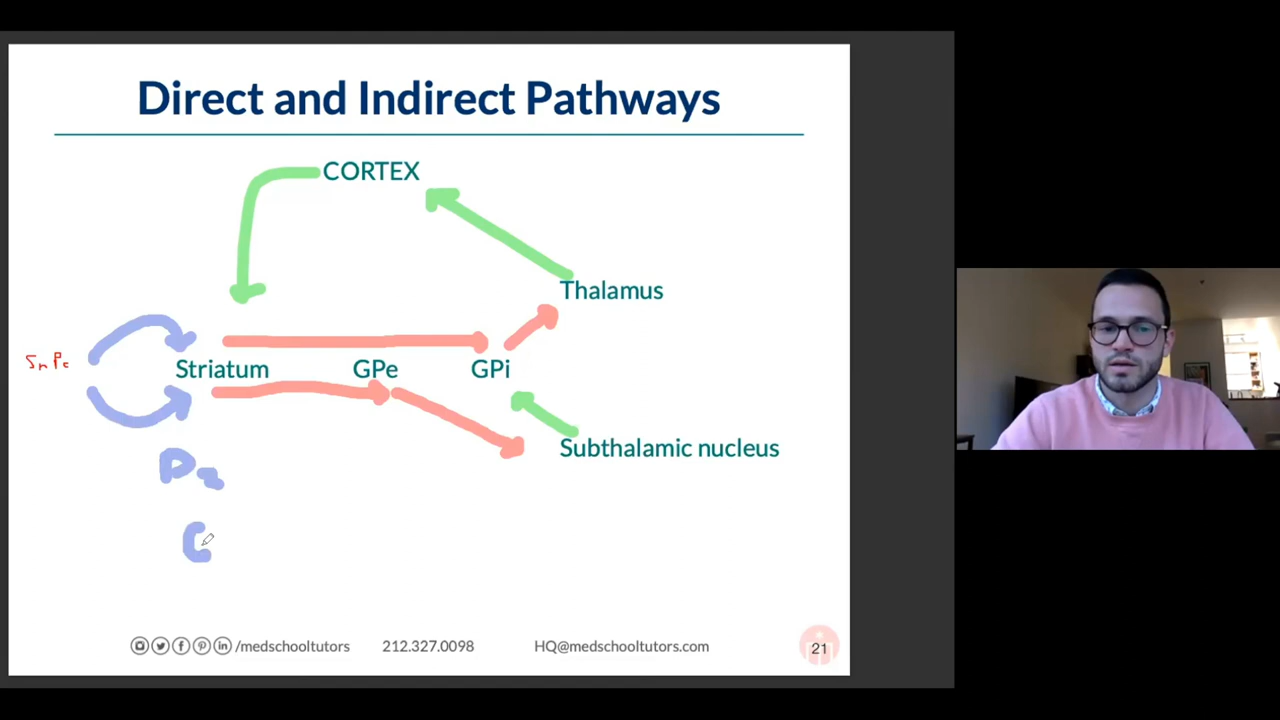 Direct and Indirect Pathways
CORTEX
Thalamus
SnPc
Striatum GPe GPi
Subthalamic nucleus
D2
/medschooltutors 212.327.0098 HQ@medschooltutors.com 21